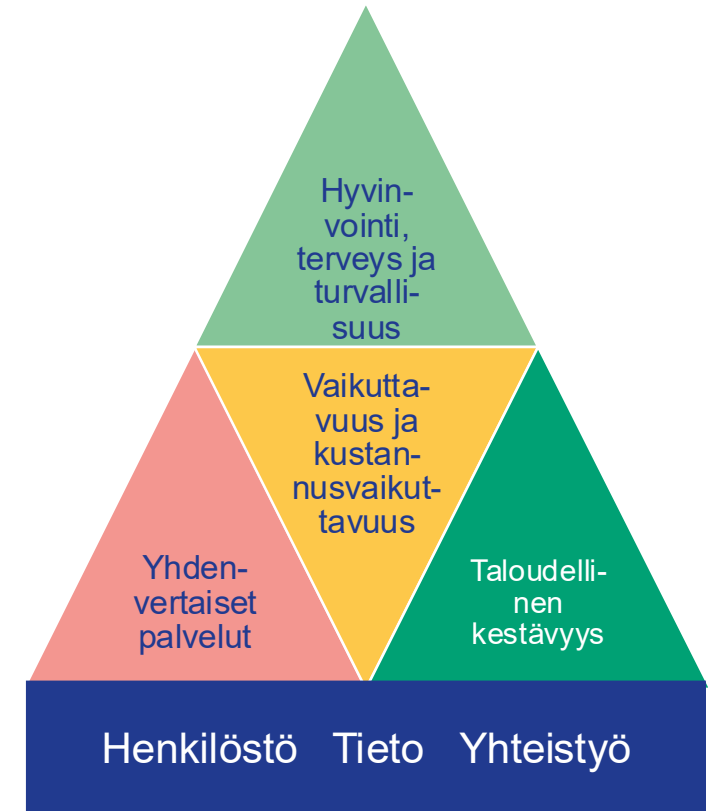 Hyvin-
vointi,
terveys ja
turvalli-
suus
Vaikutta-
vuus ja
kustan-
nusvaikut-
tavuus
Yhden-
vertaiset
palvelut
Taloudelli-
nen
kestävyys
Henkilöstö Tieto Yhteistyö